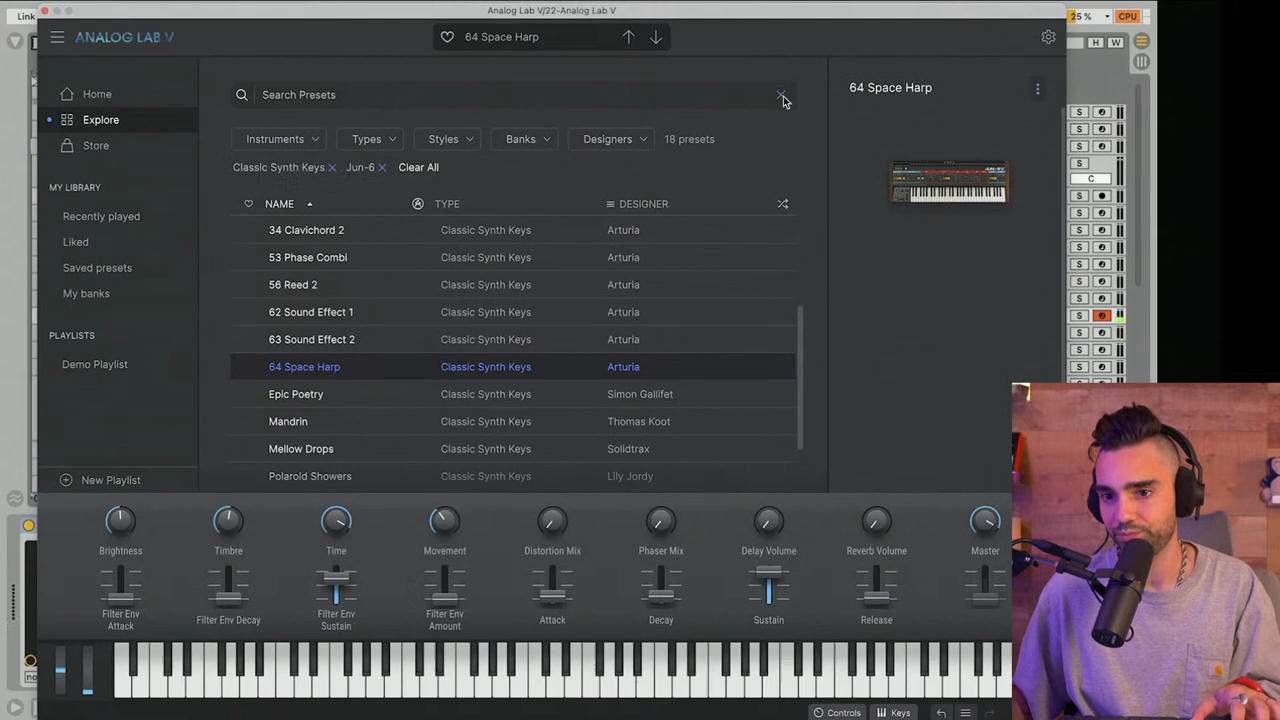 Analog Lab V/22-Analog Lab V
Link
25 %
CPU
ANALOG LAB V
64 Space Harp
H W
Home
Explore
Store
MY LIBRARY
Recently played
Liked
Saved presets
My banks
PLAYLISTS
Demo Playlist
New Playlist
Search Presets
Instruments Types Styles Banks Designers 18 presets
Classic Synth Keys Jun-6 Clear All
NAME TYPE DESIGNER
34 Clavichord 2 Classic Synth Keys Arturia
53 Phase Combi Classic Synth Keys Arturia
56 Reed 2 Classic Synth Keys Arturia
62 Sound Effect 1 Classic Synth Keys Arturia
63 Sound Effect 2 Classic Synth Keys Arturia
64 Space Harp Classic Synth Keys Arturia
Epic Poetry Classic Synth Keys Simon Gallifet
Mandrin Classic Synth Keys Thomas Koot
Mellow Drops Classic Synth Keys Solidtrax
Polaroid Showers Classic Synth Keys Lily Jordy
64 Space Harp
S
S
S
S
C
S
S
S
S
S
S
S
S
S
S
S
Brightness Timbre Time Movement Distortion Mix Phaser Mix Delay Volume Reverb Volume Master
Filter Env Attack Filter Env Decay Filter Env Sustain Filter Env Amount Attack Decay Sustain Release
Controls Keys